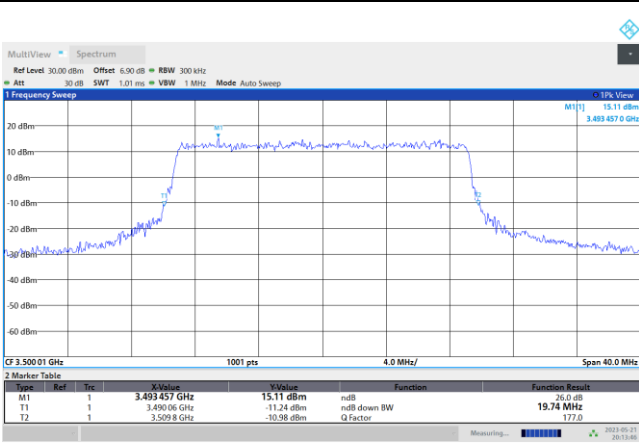 MultiView Spectrum
Ref Level 30.00 dBm Offset 6.90 dB RBW 300 kHz
Att 30 dB SWT 1.01 ms VBW 1 MHz Mode Auto Sweep
1 Frequency Sweep 1Pk View
M1[1] 15.11 dBm
3.493 457 0 GHz
M1
20 dBm
10 dBm
0 dBm
T1 T2
-10 dBm
-20 dBm
-30 dBm
-40 dBm
-50 dBm
-60 dBm
CF 3.500 01 GHz 1001 pts 4.0 MHz/ Span 40.0 MHz
2 Marker Table
Type Ref Trc X-Value Y-Value Function Function Result
M1 1 3.493 457 GHz 15.11 dBm ndB 26.0 dB
T1 1 3.490 06 GHz -11.24 dBm ndB down BW 19.74 MHz
T2 1 3.509 8 GHz -10.98 dBm Q Factor 177.0
Measuring... 2023-05-21
20:13:46